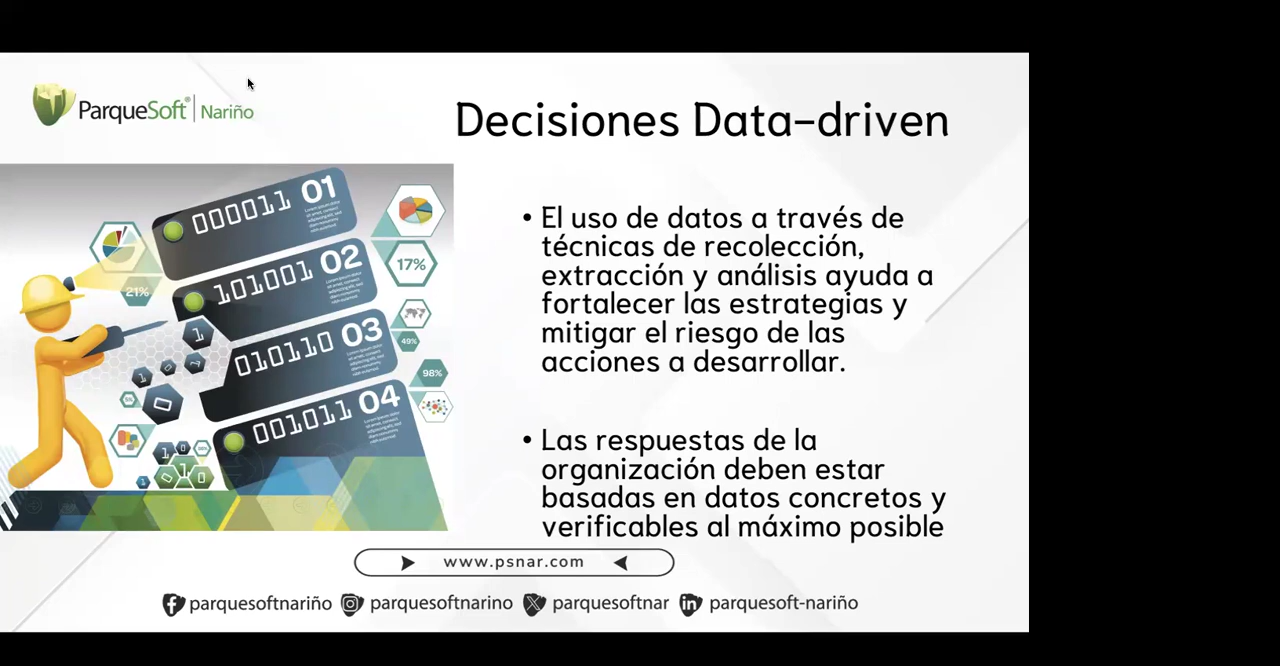 ParqueSoft® | Nariño
Decisiones Data-driven
000011 01
101001 02
010110 03
001011 04
21%
17%
49%
98%
• El uso de datos a través de
técnicas de recolección,
extracción y análisis ayuda a
fortalecer las estrategias y
mitigar el riesgo de las
acciones a desarrollar.
• Las respuestas de la
organización deben estar
basadas en datos concretos y
verificables al máximo posible
www.psnar.com
parquesoftnariño parquesoftnarino parquesoftnar parquesoft-nariño